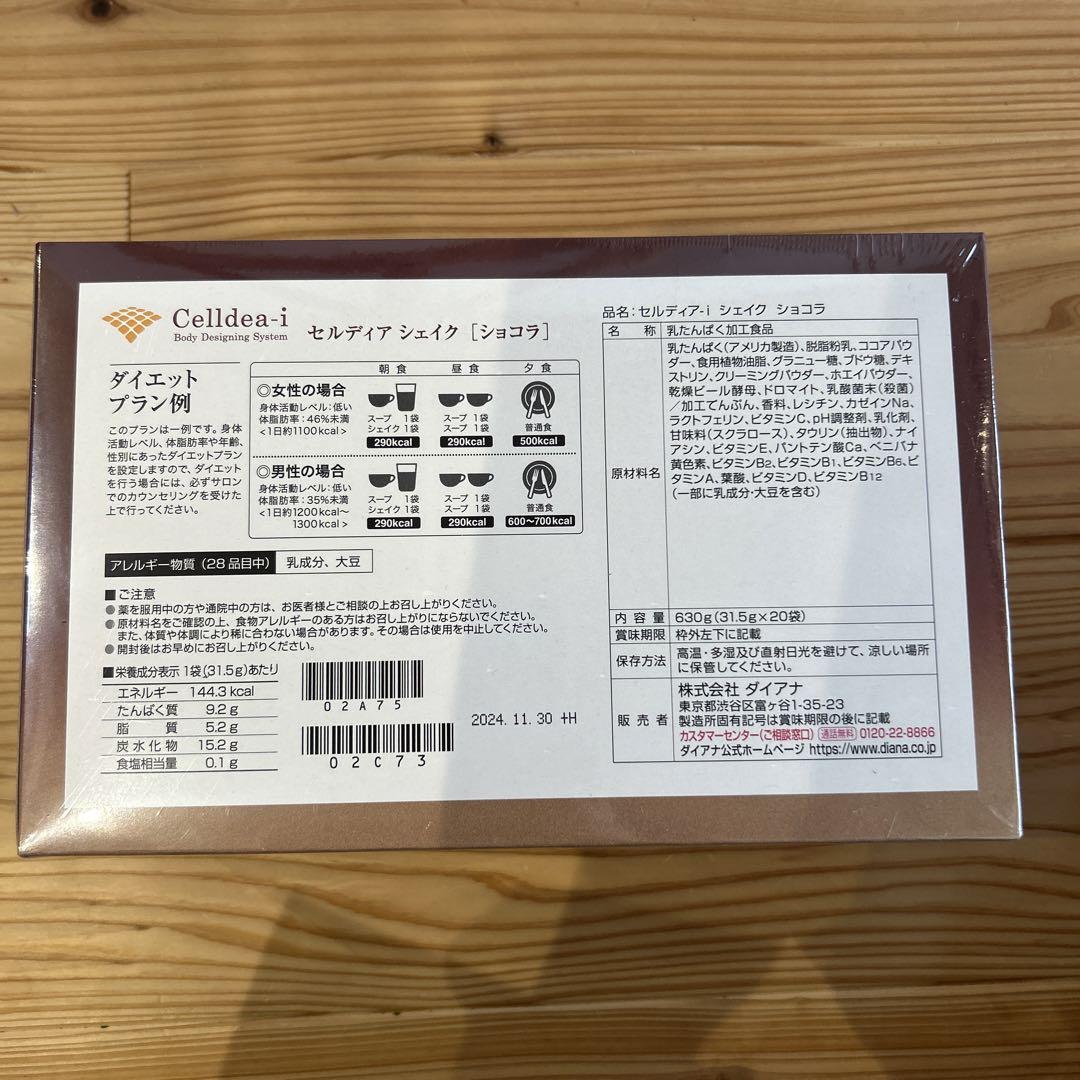 Celldea-i
Body Designing System
セルディア シェイク [ショコラ]
ダイエット
プラン例
このプランは一例です。身体
活動レベル、体脂肪率や年齢、
性別にあったダイエットプラン
を設定しますので、ダイエット
を行う場合には、必ずサロン
でのカウンセリングを受けた
上で行ってください。
朝食 昼食 夕食
◎女性の場合
身体活動レベル:低い
体脂肪率:46%未満
<1日約1100kcal>
スープ 1袋
シェイク 1袋
290kcal
スープ 1袋
スープ 1袋
290kcal
普通食
500kcal
◎男性の場合
身体活動レベル:低い
体脂肪率:35%未満
<1日約1200kcal〜
1300kcal>
スープ 1袋
シェイク 1袋
290kcal
スープ 1袋
スープ 1袋
290kcal
普通食
600〜700kcal
アレルギー物質(28品目中) 乳成分、大豆
■ご注意
●薬を服用中の方や通院中の方は、お医者様とご相談の上お召し上がりください。
●原材料名をご確認の上、食物アレルギーのある方はお召し上がりにならないでください。
また、体質や体調により稀に合わない場合があります。その場合は使用を中止してください。
●開封後はお早めにお召し上がりください。
■栄養成分表示 1袋(31.5g)あたり
エネルギー 144.3kcal
たんぱく質 9.2g
脂質 5.2g
炭水化物 15.2g
食塩相当量 0.1g
02A75
02C73
2024.11.30 +H
品名:セルディア-i シェイク ショコラ
名称 乳たんぱく加工食品
原材料名
乳たんぱく(アメリカ製造)、脱脂粉乳、ココアパウ
ダー、食用植物油脂、グラニュー糖、ブドウ糖、デキ
ストリン、クリーミングパウダー、ホエイパウダー、
乾燥ビール酵母、ドロマイト、乳酸菌末(殺菌)
/加工でんぷん、香料、レシチン、カゼインNa、
ラクトフェリン、ビタミンC、pH調整剤、乳化剤、
甘味料(スクラロース)、タウリン(抽出物)、ナイ
アシン、ビタミンE、パントテン酸Ca、ベニバナ
黄色素、ビタミンB2、ビタミンB1、ビタミンB6、ビ
タミンA、葉酸、ビタミンD、ビタミンB12
(一部に乳成分・大豆を含む)
内容量 630g(31.5g×20袋)
賞味期限 枠外左下に記載
保存方法
高温・多湿及び直射日光を避けて、涼しい場所
に保管してください。
販売者
株式会社 ダイアナ
東京都渋谷区富ヶ谷1-35-23
製造所固有記号は賞味期限の後に記載
カスタマーセンター(ご相談窓口) 通話無料 0120-22-8866
ダイアナ公式ホームページ https://www.diana.co.jp